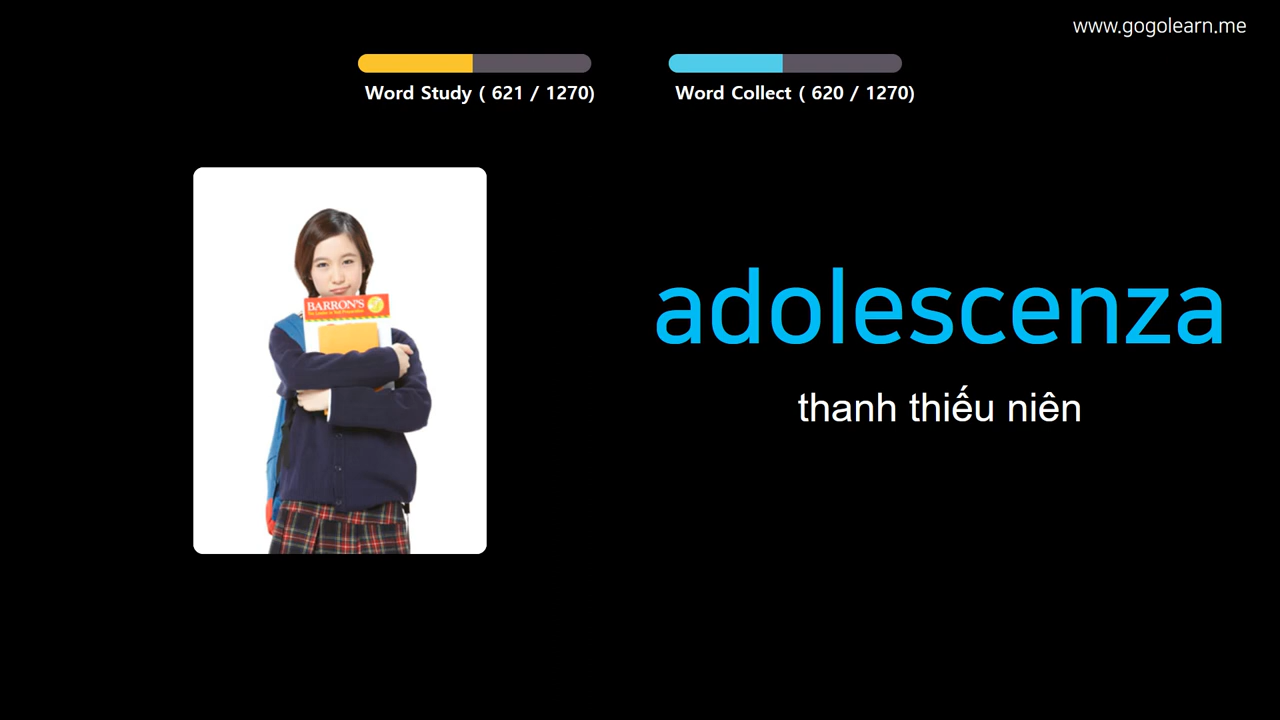 www.gogolearn.me
Word Study ( 621 / 1270)
Word Collect ( 620 / 1270)
BARRON'S
adolescenza
thanh thiếu niên